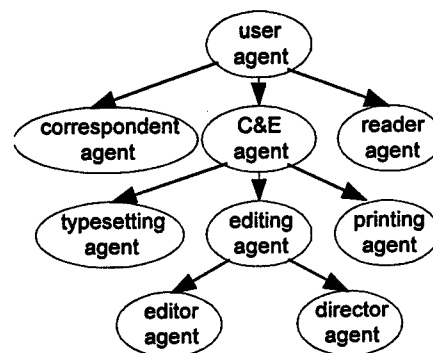 user
agent
correspondent
agent
C&E
agent
reader
agent
typesetting
agent
editing
agent
printing
agent
editor
agent
director
agent